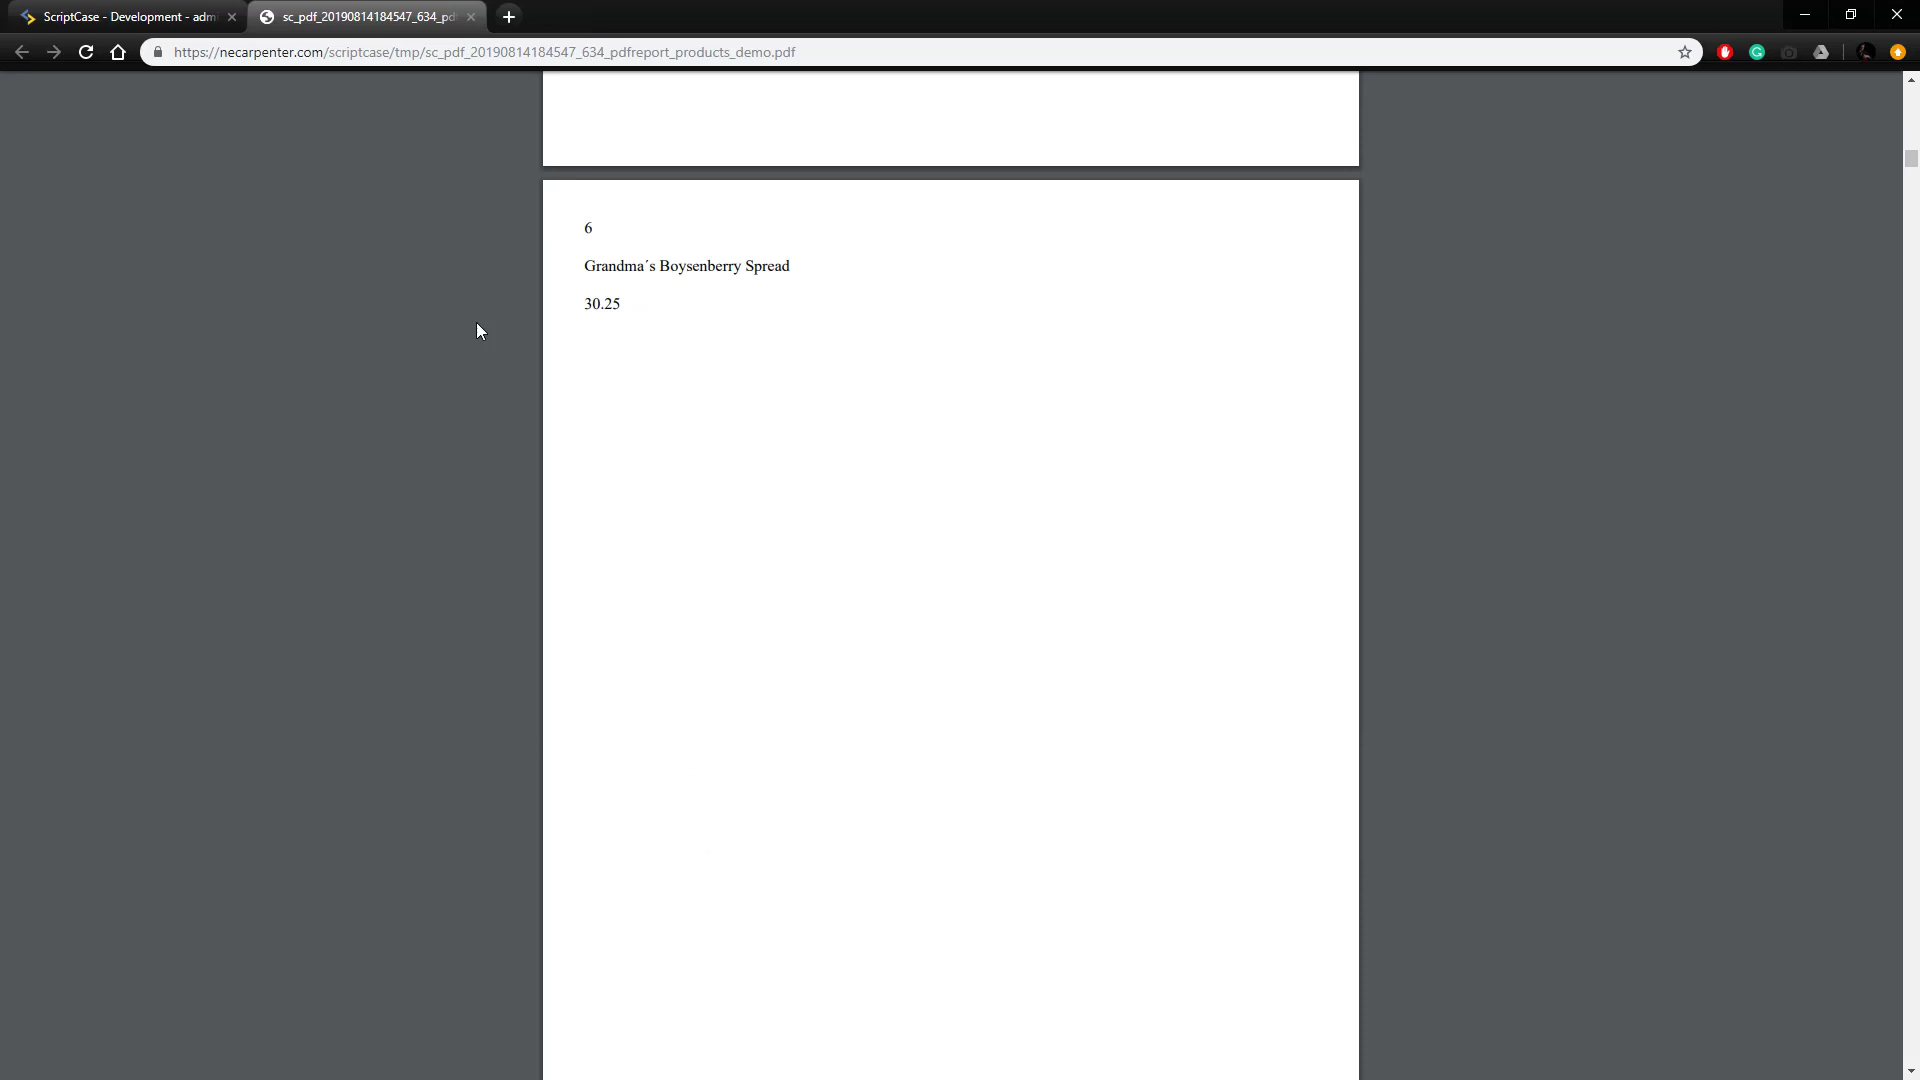 ScriptCase - Development - adm
sc_pdf_20190814184547_634_pd
https://necarpenter.com/scriptcase/tmp/sc_pdf_20190814184547_634_pdfreport_products_demo.pdf
6
Grandma´s Boysenberry Spread
30.25